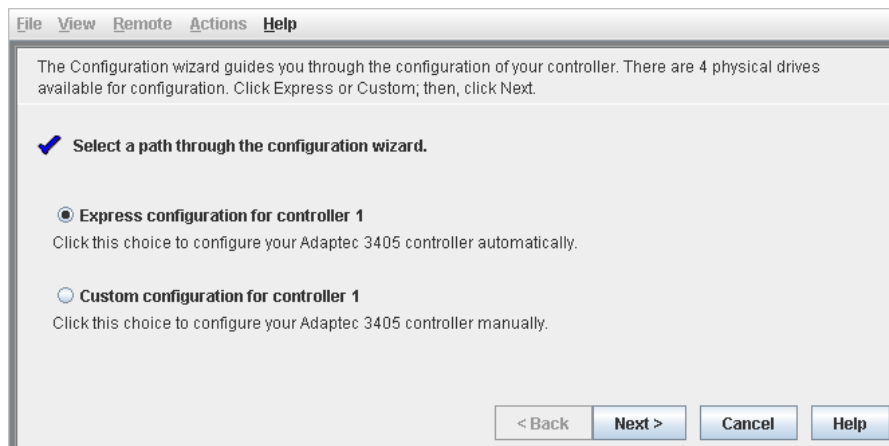 File View Remote Actions Help
The Configuration wizard guides you through the configuration of your controller. There are 4 physical drives
available for configuration. Click Express or Custom; then, click Next.
Select a path through the configuration wizard.
Express configuration for controller 1
Click this choice to configure your Adaptec 3405 controller automatically.
Custom configuration for controller 1
Click this choice to configure your Adaptec 3405 controller manually.
< Back Next > Cancel Help